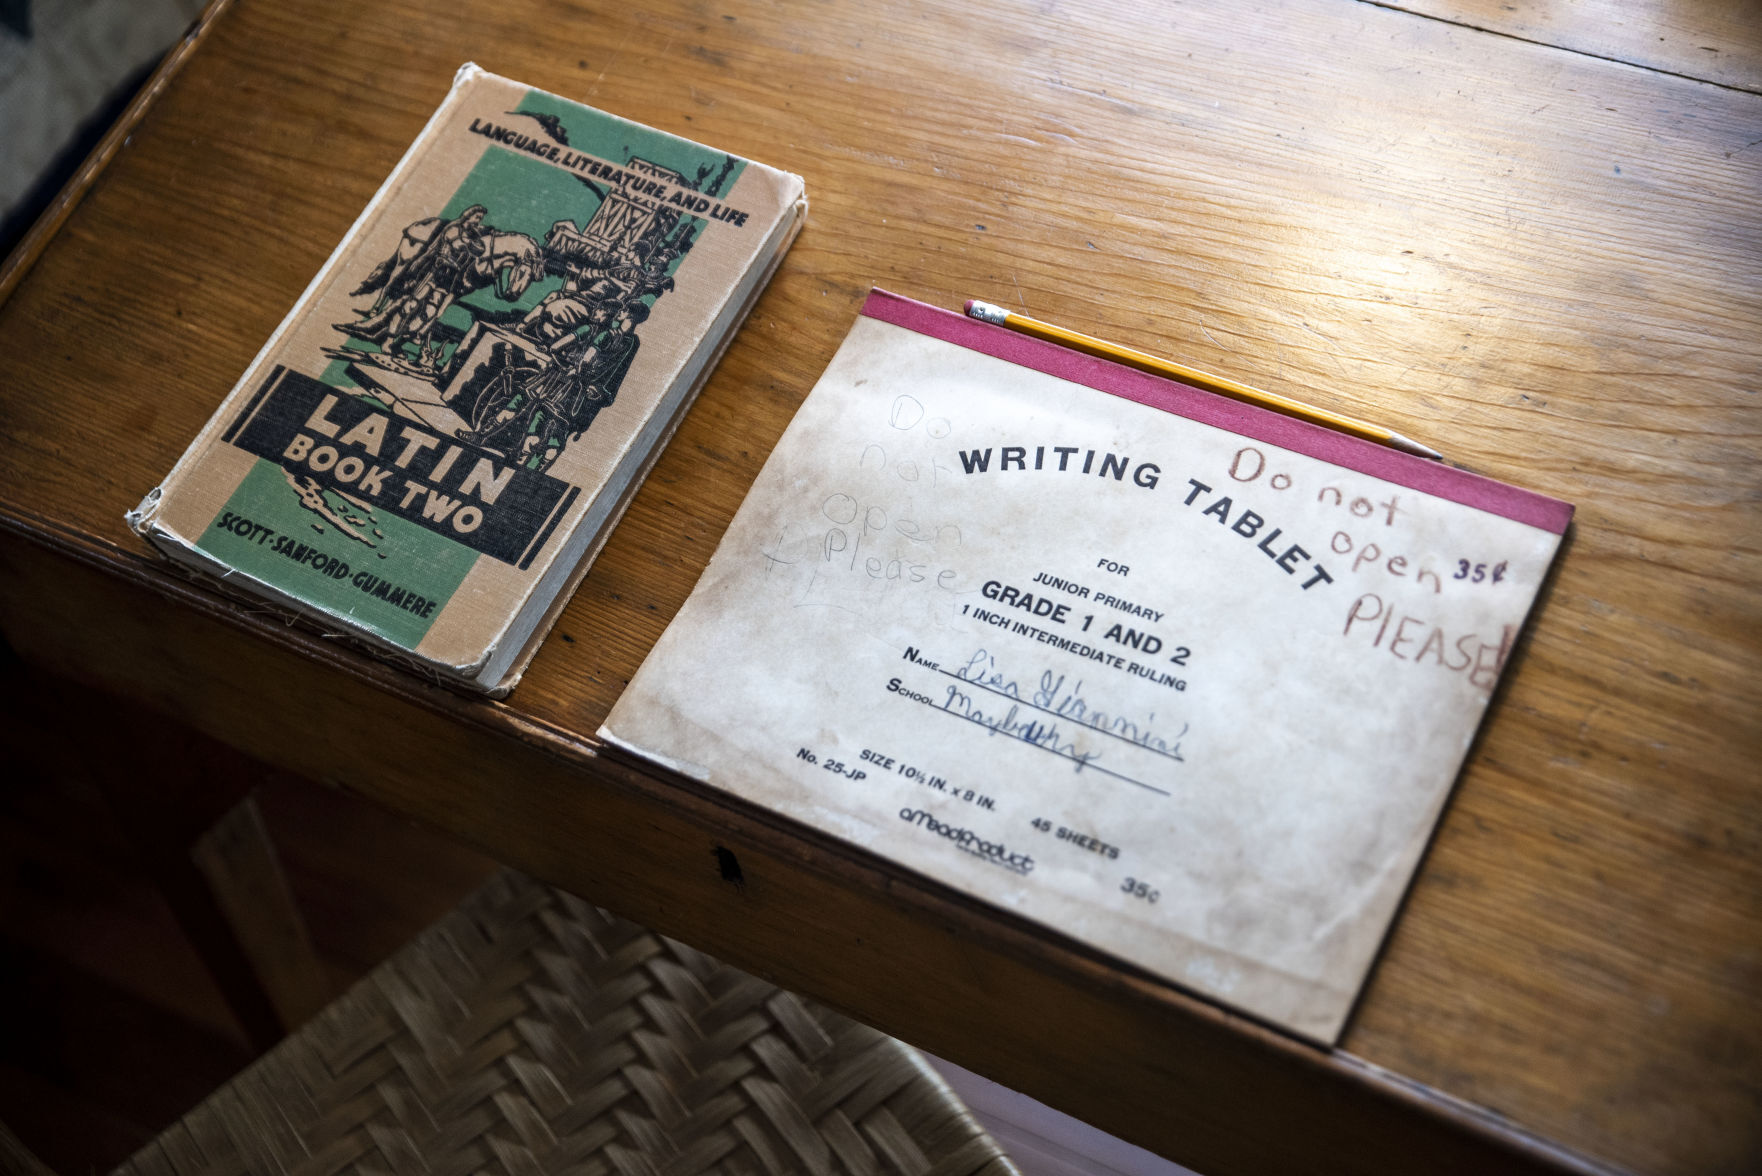 LANGUAGE, LITERATURE, AND LIFE
LATIN
BOOK TWO
SCOTT·SANFORD·GUMMERE
Do
not
open
Please
WRITING TABLET
Do not
open
PLEASE!
35¢
FOR
JUNIOR PRIMARY
GRADE 1 AND 2
1 INCH INTERMEDIATE RULING
NAME Lisa Giannini
SCHOOL Mayberry
SIZE 10½ IN. x 8 IN.
No. 25-JP
45 SHEETS
a Mead Product
35¢